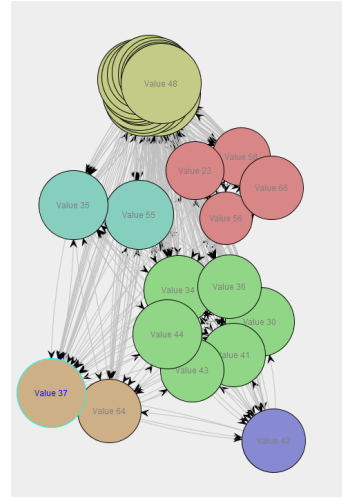 Value 48
Value 23
Value 68
Value 56
Value 35
Value 55
Value 34
Value 36
Value 30
Value 44
Value 41
Value 43
Value 37
Value 64